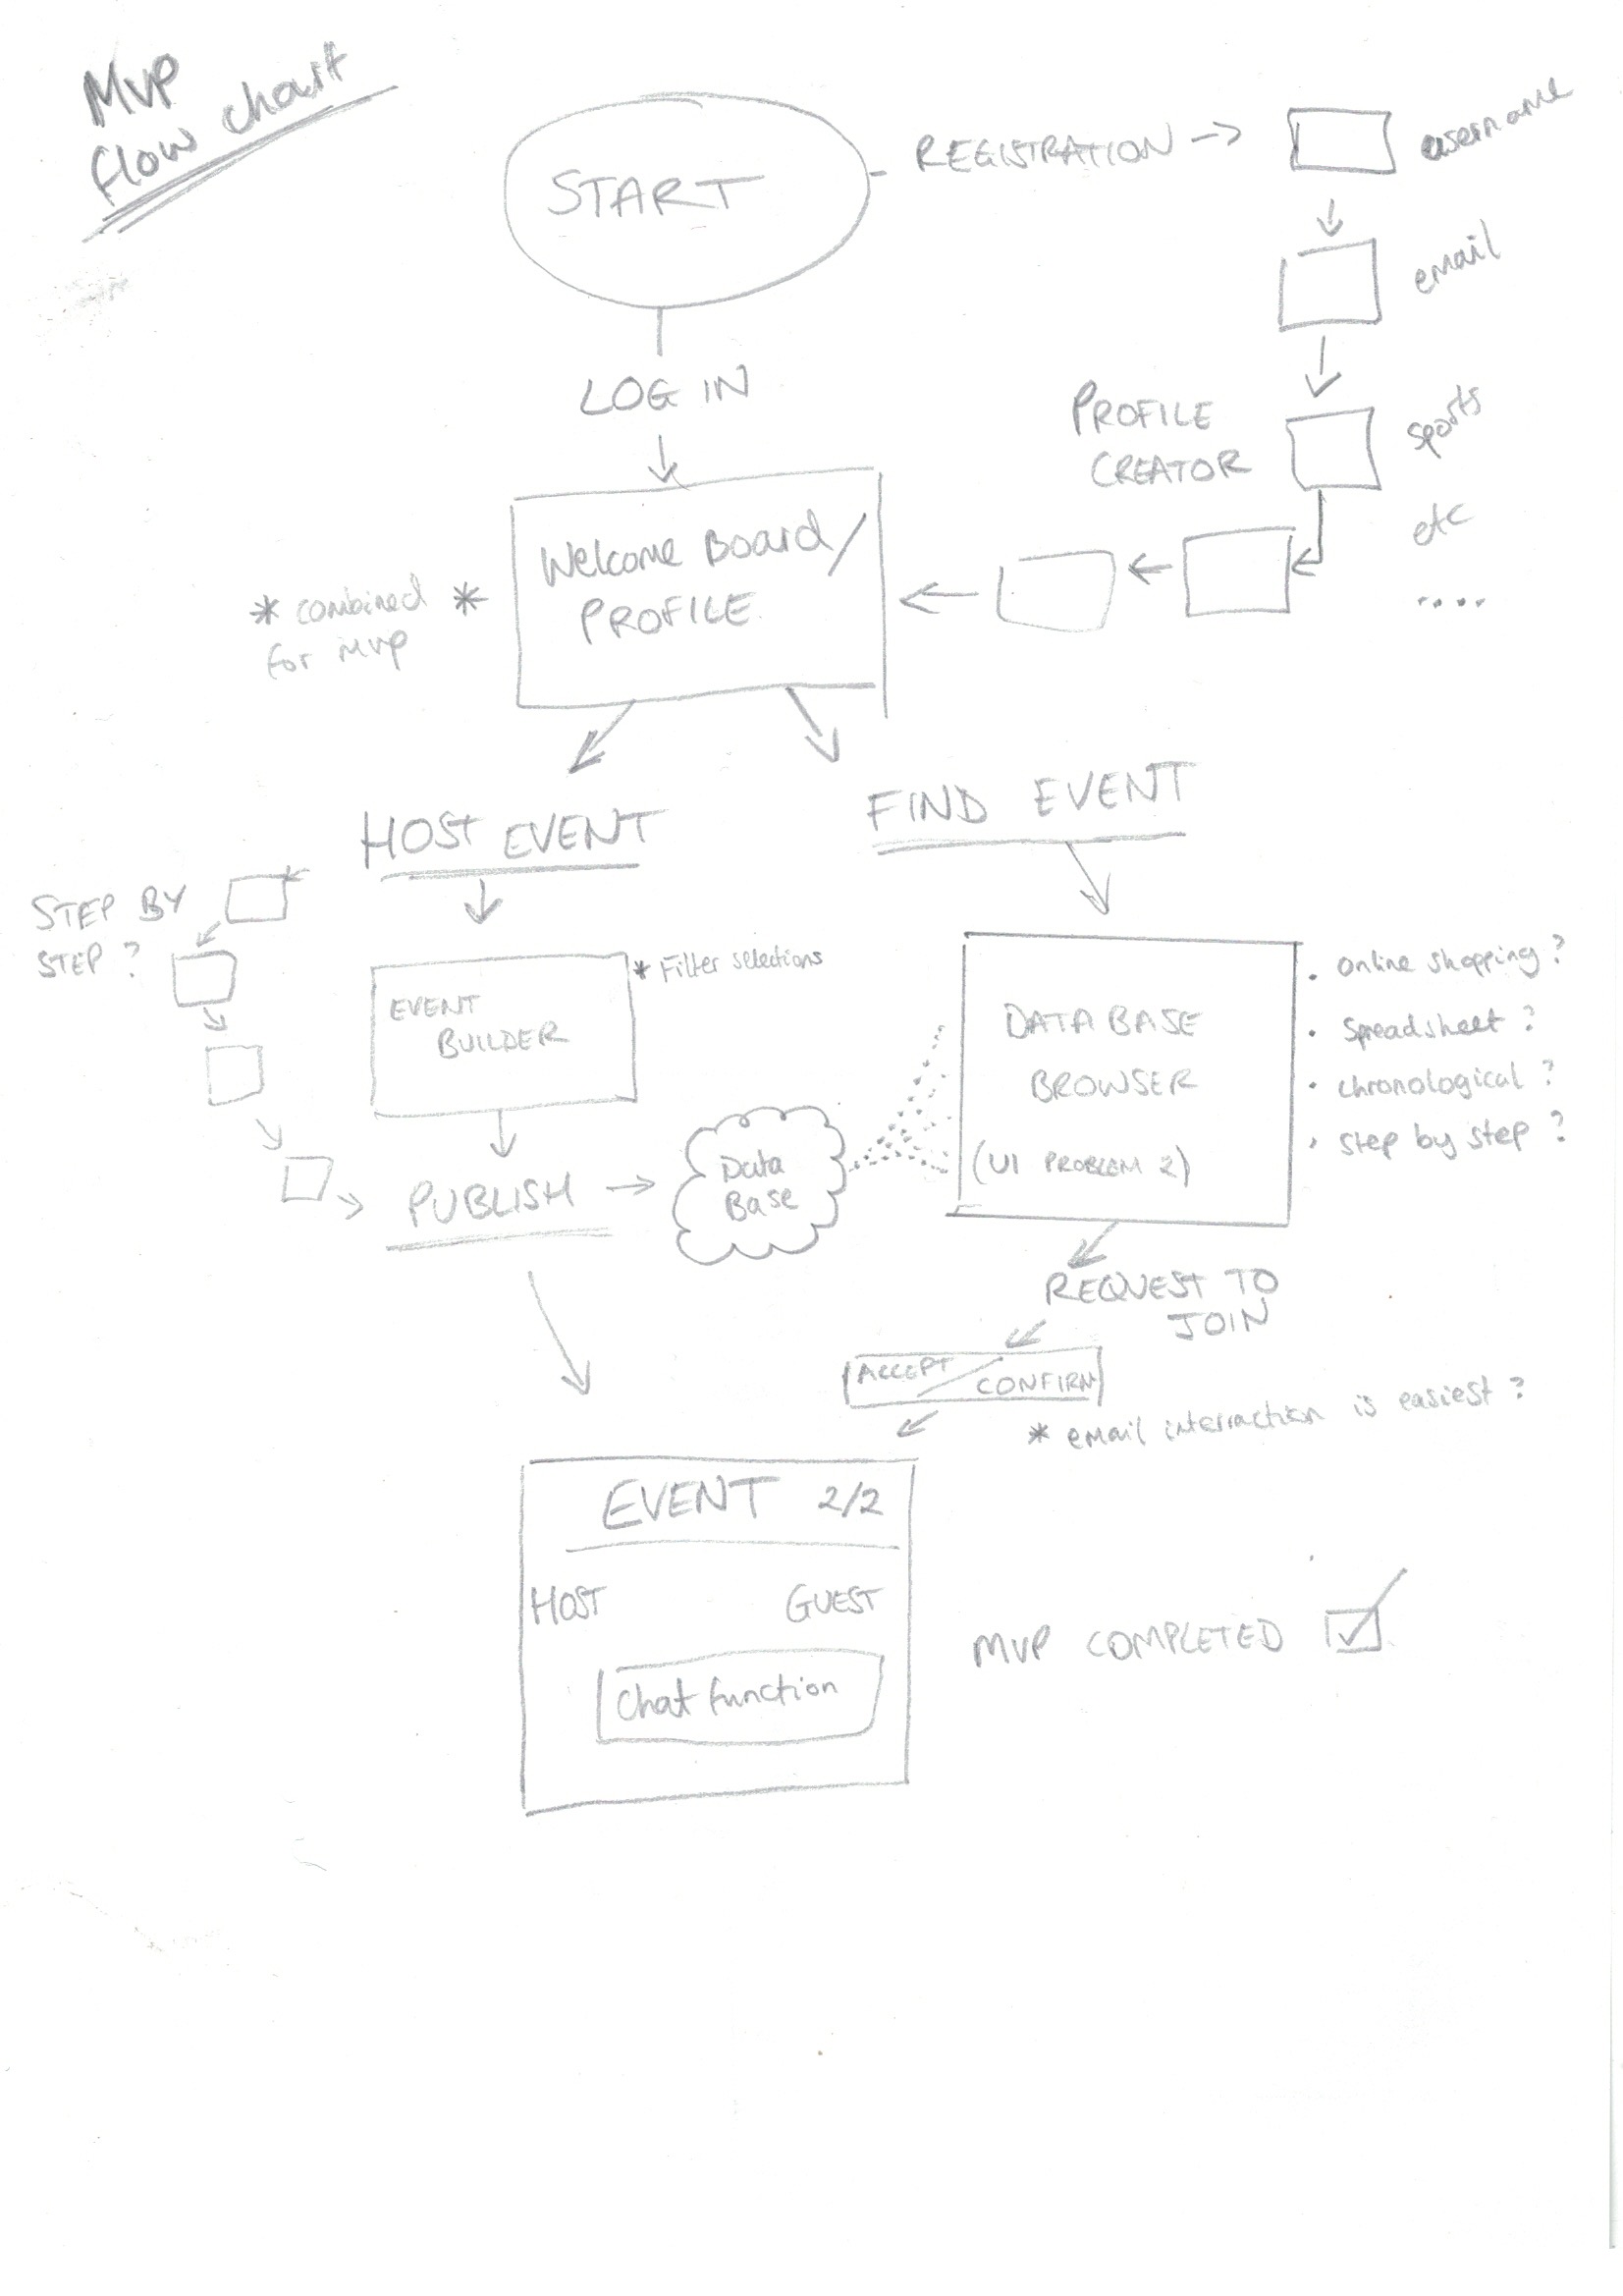 MVP
flow chart
START
REGISTRATION
username
email
sports
etc
....
PROFILE
CREATOR
LOG IN
Welcome Board/
PROFILE
* combined *
for MVP
HOST EVENT
FIND EVENT
STEP BY
STEP ?
EVENT
BUILDER
* Filter selections
PUBLISH
Data
Base
DATA BASE
BROWSER
(UI PROBLEM 2)
. online shopping ?
. Spreadsheet ?
. chronological ?
. step by step ?
REQUEST TO
JOIN
ACCEPT / CONFIRM
* email interraction is easiest ?
EVENT 2/2
HOST GUEST
Chat function
MVP COMPLETED